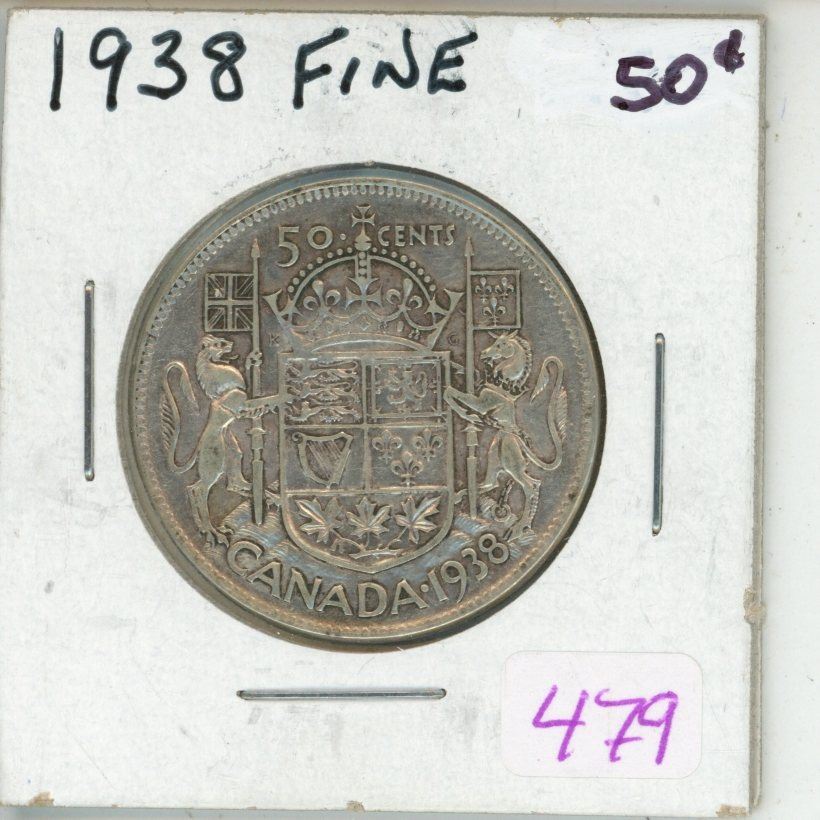 1938 FINE 50¢
50·CENTS
K G
CANADA·1938
479